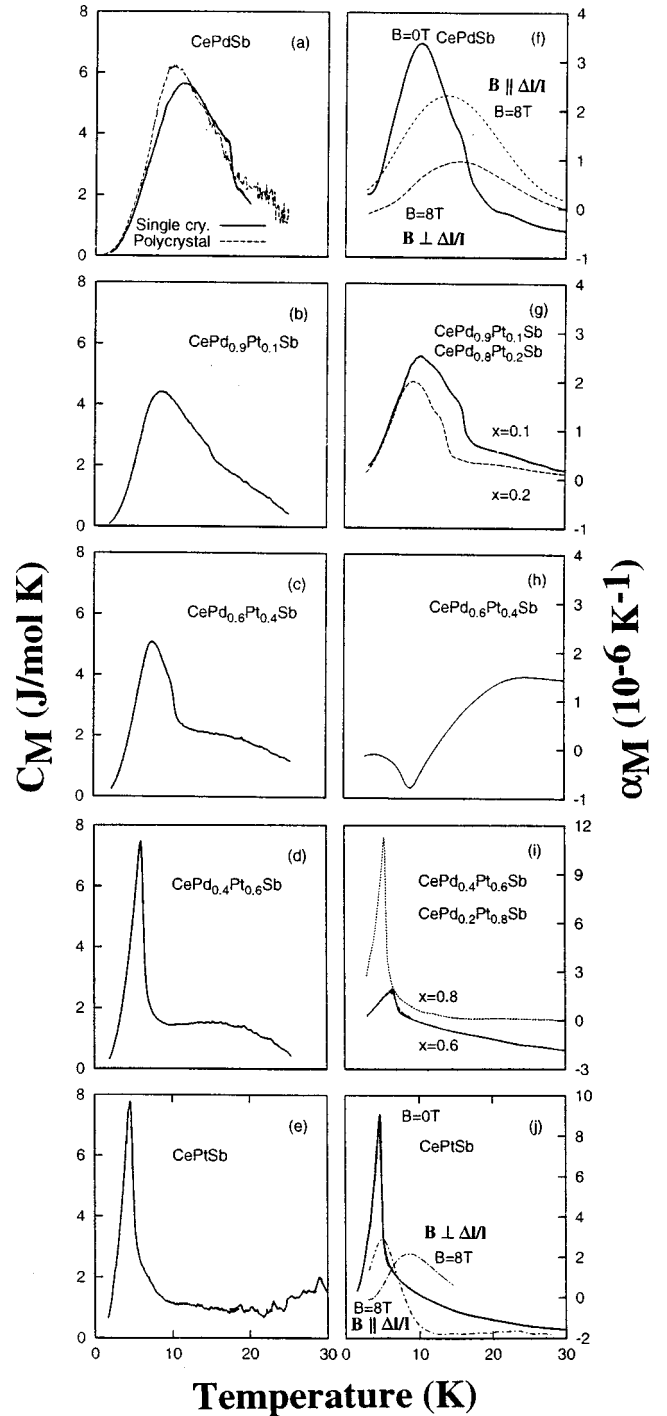 CePdSb
(a)
8
6
4
2
0
Single cry.
Polycrystal
B=0T CePdSb
(f)
B || Δl/l
B=8T
B=8T
B ⊥ Δl/l
4
3
2
1
0
-1
(b)
CePd0.9Pt0.1Sb
8
6
4
2
0
(g)
CePd0.9Pt0.1Sb
CePd0.8Pt0.2Sb
x=0.1
x=0.2
4
3
2
1
0
-1
(c)
CePd0.6Pt0.4Sb
8
6
4
2
0
(h)
CePd0.6Pt0.4Sb
4
3
2
1
0
-1
CM (J/mol K)
αM (10-6 K-1)
(d)
CePd0.4Pt0.6Sb
8
6
4
2
0
(i)
CePd0.4Pt0.6Sb
CePd0.2Pt0.8Sb
x=0.8
x=0.6
12
9
6
3
0
-3
(e)
CePtSb
8
6
4
2
0
0 10 20 30
B=0T
(j)
CePtSb
B ⊥ Δl/l
B=8T
B=8T
B || Δl/l
10
8
6
4
2
0
-2
0 10 20 30
Temperature (K)